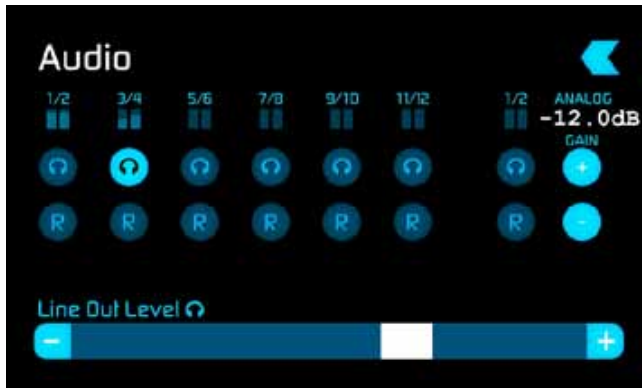 Audio
1/2 3/4 5/6 7/8 9/10 11/12 1/2 ANALOG
-12.0dB
GAIN
+
R R R R R R R -
Line Out Level
- +